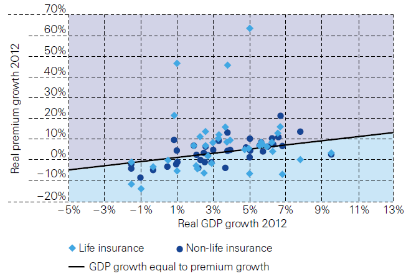 70%
60%
50%
40%
30%
20%
10%
0%
−10%
−20%
−5% −3% −1% 1% 3% 5% 7% 9% 11% 13%
Real premium growth 2012
Real GDP growth 2012
Life insurance Non-life insurance
GDP growth equal to premium growth